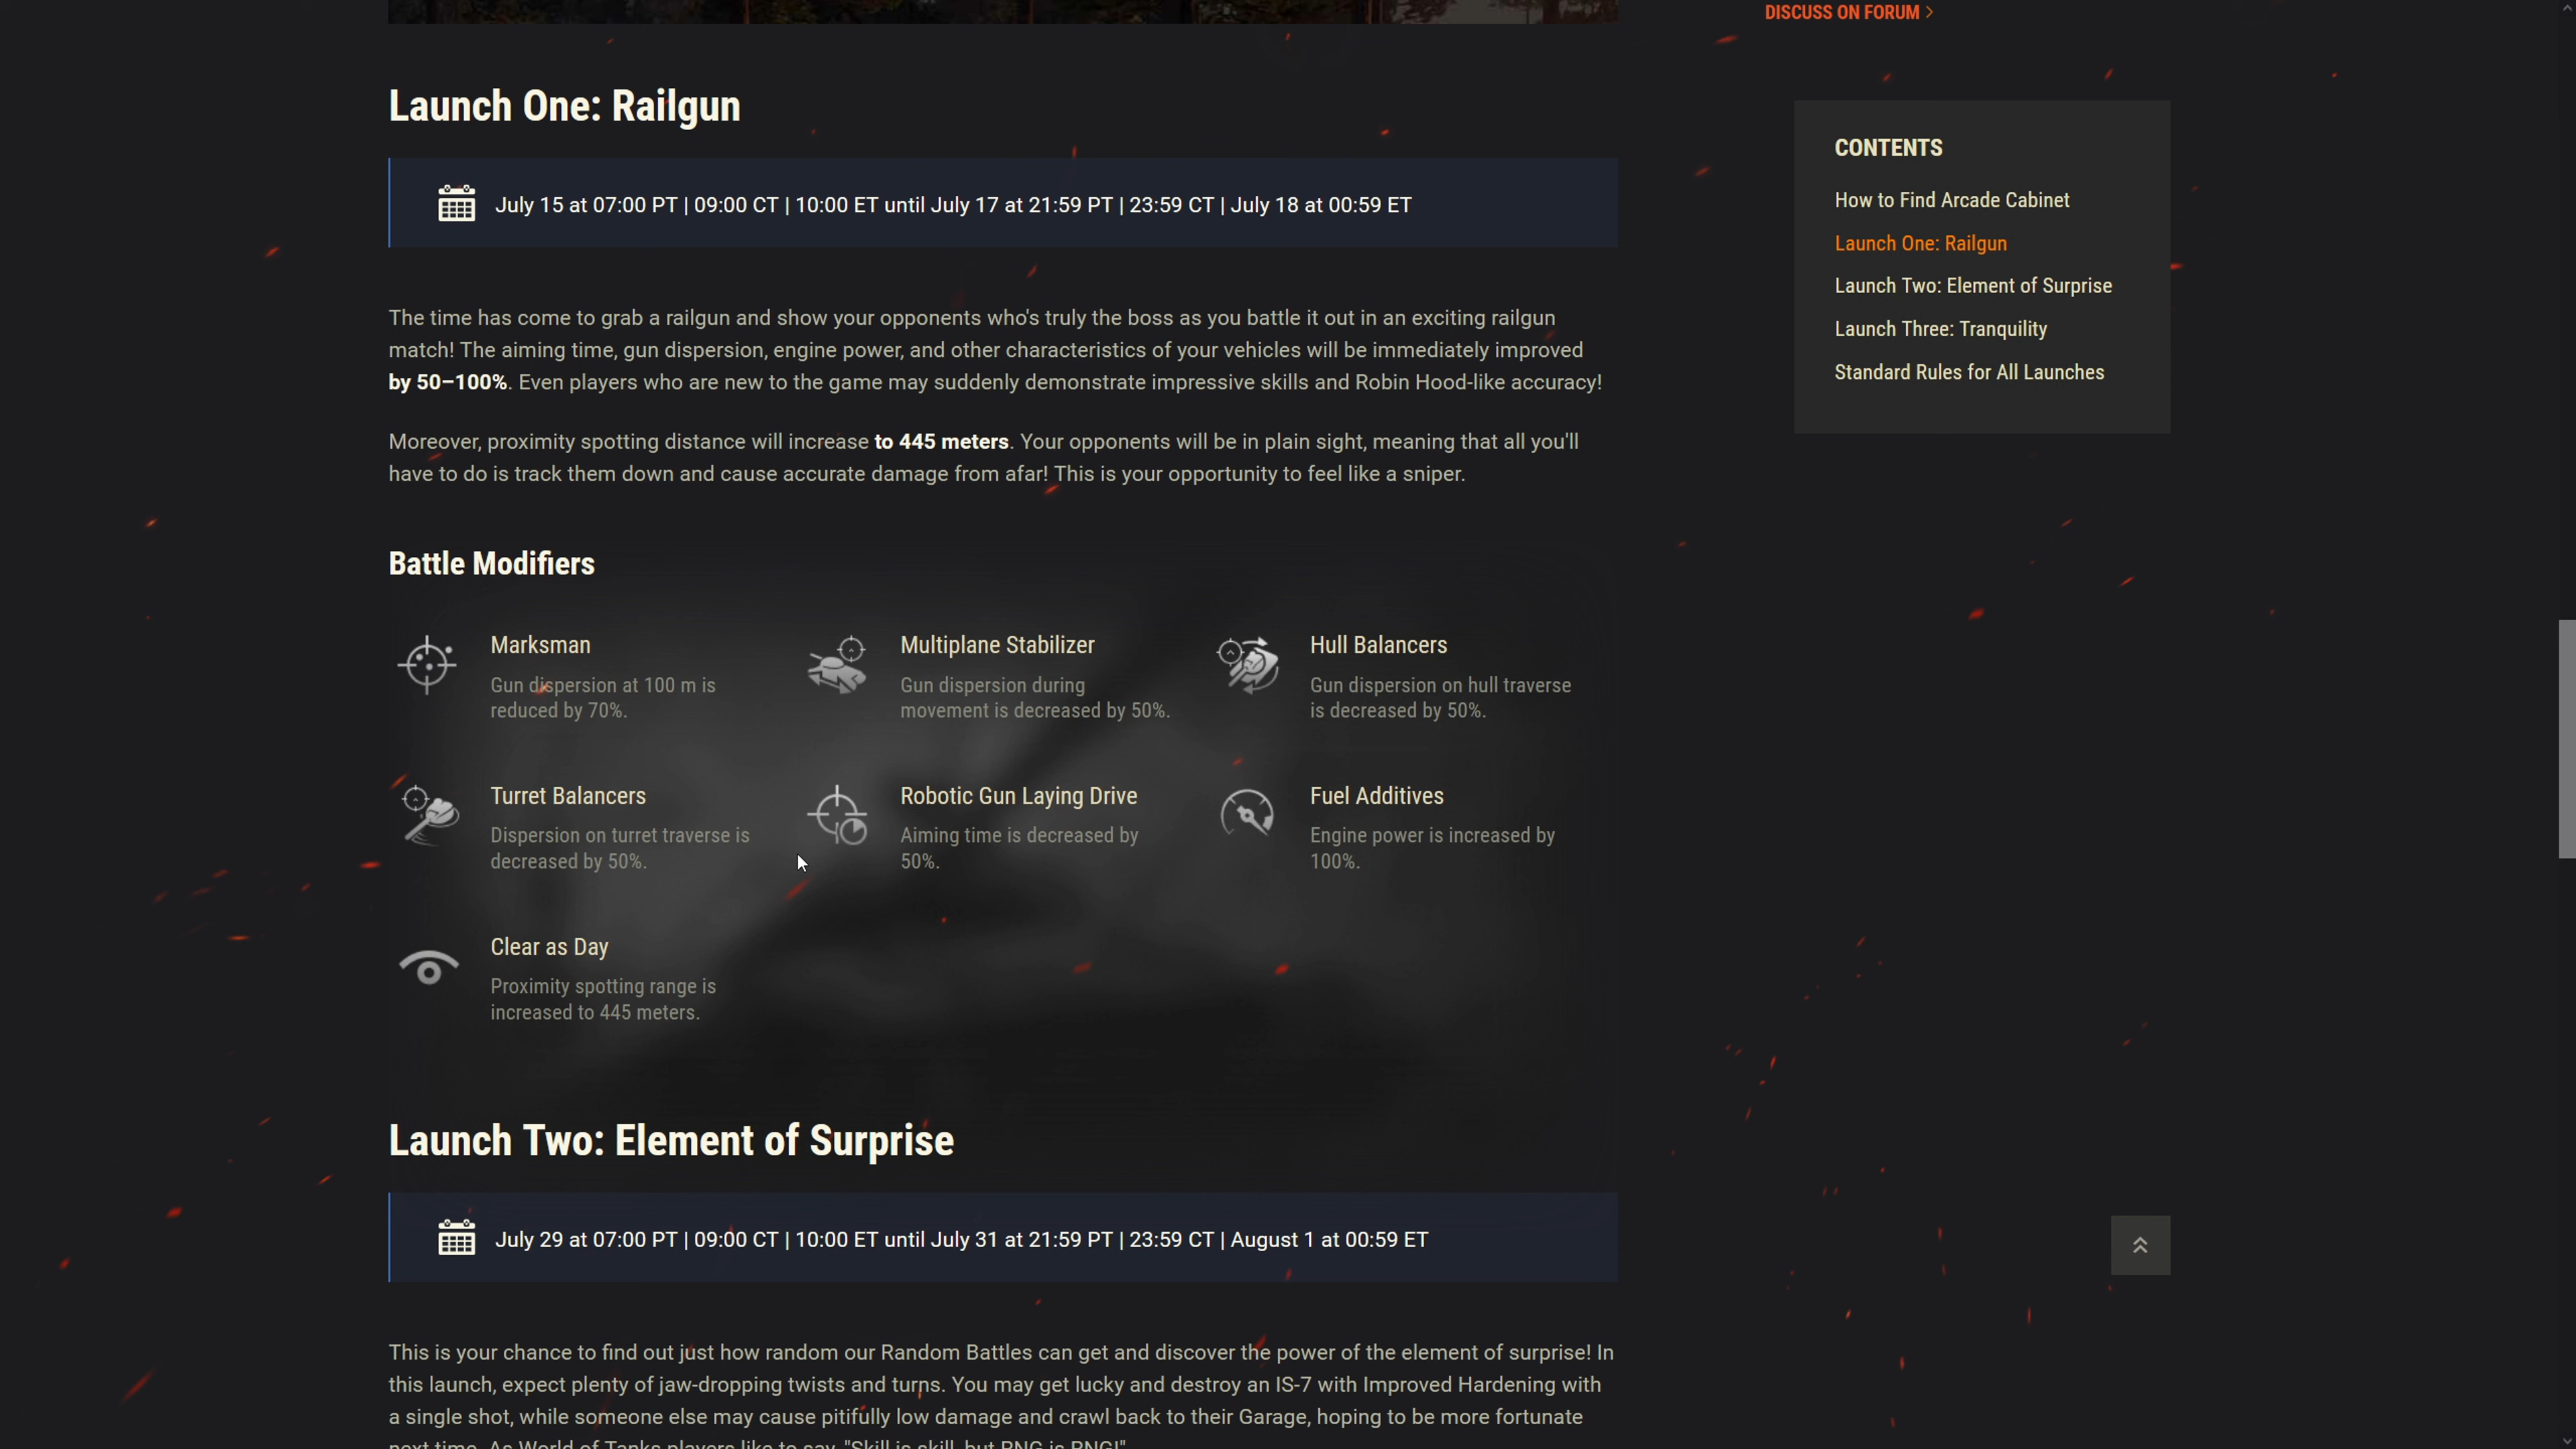 DISCUSS ON FORUM >
Launch One: Railgun
July 15 at 07:00 PT | 09:00 CT | 10:00 ET until July 17 at 21:59 PT | 23:59 CT | July 18 at 00:59 ET
The time has come to grab a railgun and show your opponents who's truly the boss as you battle it out in an exciting railgun
match! The aiming time, gun dispersion, engine power, and other characteristics of your vehicles will be immediately improved
by 50–100%. Even players who are new to the game may suddenly demonstrate impressive skills and Robin Hood-like accuracy!
Moreover, proximity spotting distance will increase to 445 meters. Your opponents will be in plain sight, meaning that all you'll
have to do is track them down and cause accurate damage from afar! This is your opportunity to feel like a sniper.
Battle Modifiers
Marksman
Gun dispersion at 100 m is
reduced by 70%.
Multiplane Stabilizer
Gun dispersion during
movement is decreased by 50%.
Hull Balancers
Gun dispersion on hull traverse
is decreased by 50%.
Turret Balancers
Dispersion on turret traverse is
decreased by 50%.
Robotic Gun Laying Drive
Aiming time is decreased by
50%.
Fuel Additives
Engine power is increased by
100%.
Clear as Day
Proximity spotting range is
increased to 445 meters.
Launch Two: Element of Surprise
July 29 at 07:00 PT | 09:00 CT | 10:00 ET until July 31 at 21:59 PT | 23:59 CT | August 1 at 00:59 ET
This is your chance to find out just how random our Random Battles can get and discover the power of the element of surprise! In
this launch, expect plenty of jaw-dropping twists and turns. You may get lucky and destroy an IS-7 with Improved Hardening with
a single shot, while someone else may cause pitifully low damage and crawl back to their Garage, hoping to be more fortunate
next time. As World of Tanks players like to say, "Skill is skill, but RNG is RNG!"
CONTENTS
How to Find Arcade Cabinet
Launch One: Railgun
Launch Two: Element of Surprise
Launch Three: Tranquility
Standard Rules for All Launches